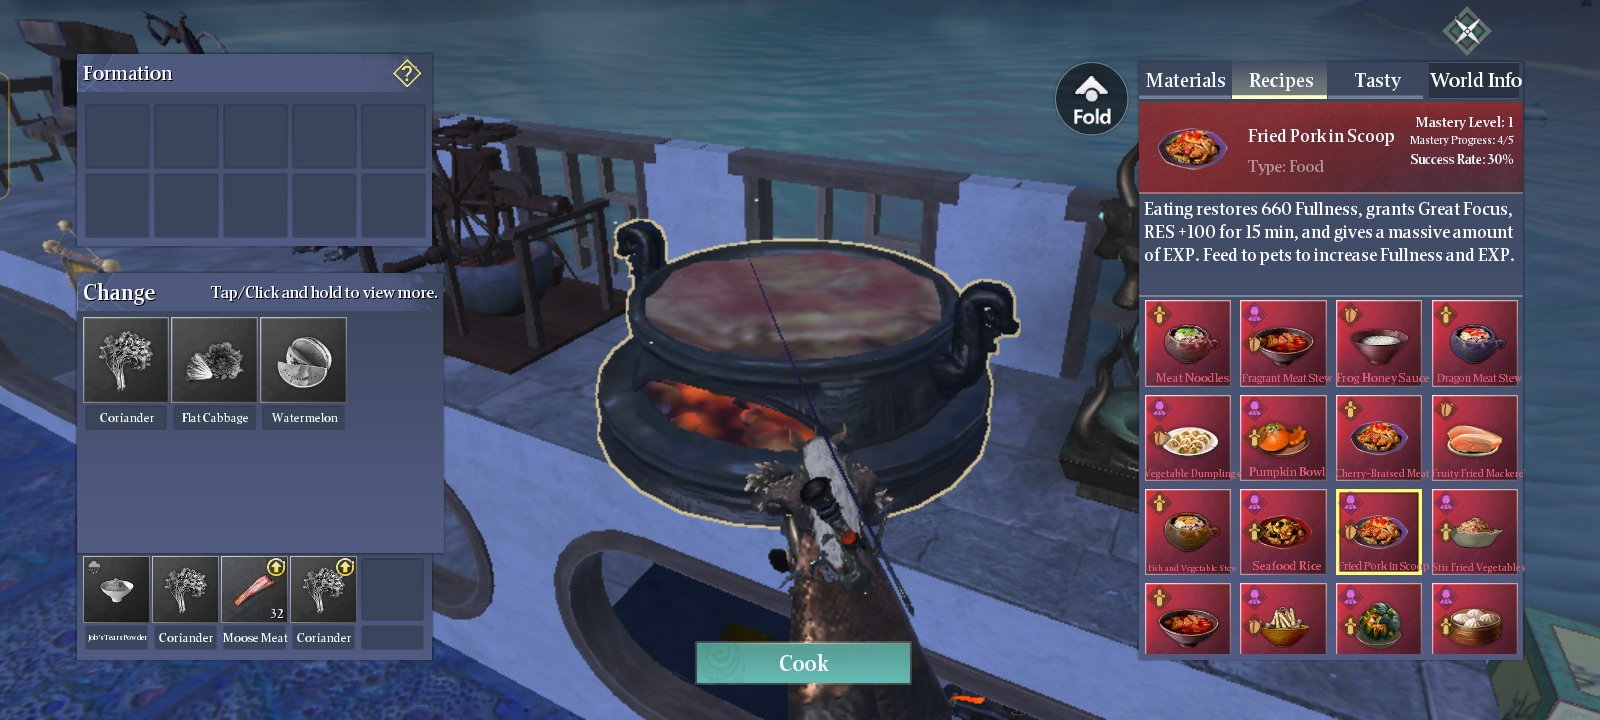 Formation
?
Change
Tap/Click and hold to view more.
Coriander
Flat Cabbage
Watermelon
32
Job's Tears Powder
Coriander
Moose Meat
Coriander
Fold
Cook
Materials
Recipes
Tasty
World Info
Fried Pork in Scoop
Type: Food
Mastery Level: 1
Mastery Progress: 4/5
Success Rate: 30%
Eating restores 660 Fullness, grants Great Focus,
RES +100 for 15 min, and gives a massive amount
of EXP. Feed to pets to increase Fullness and EXP.
Meat Noodles
Fragrant Meat Stew
Frog Honey Sauce
Dragon Meat Stew
Vegetable Dumplings
Pumpkin Bowl
Cherry-Braised Meat
Fruity Fried Mackere
Fish and Vegetable Stew
Seafood Rice
Fried Pork in Scoop
Stir Fried Vegetables